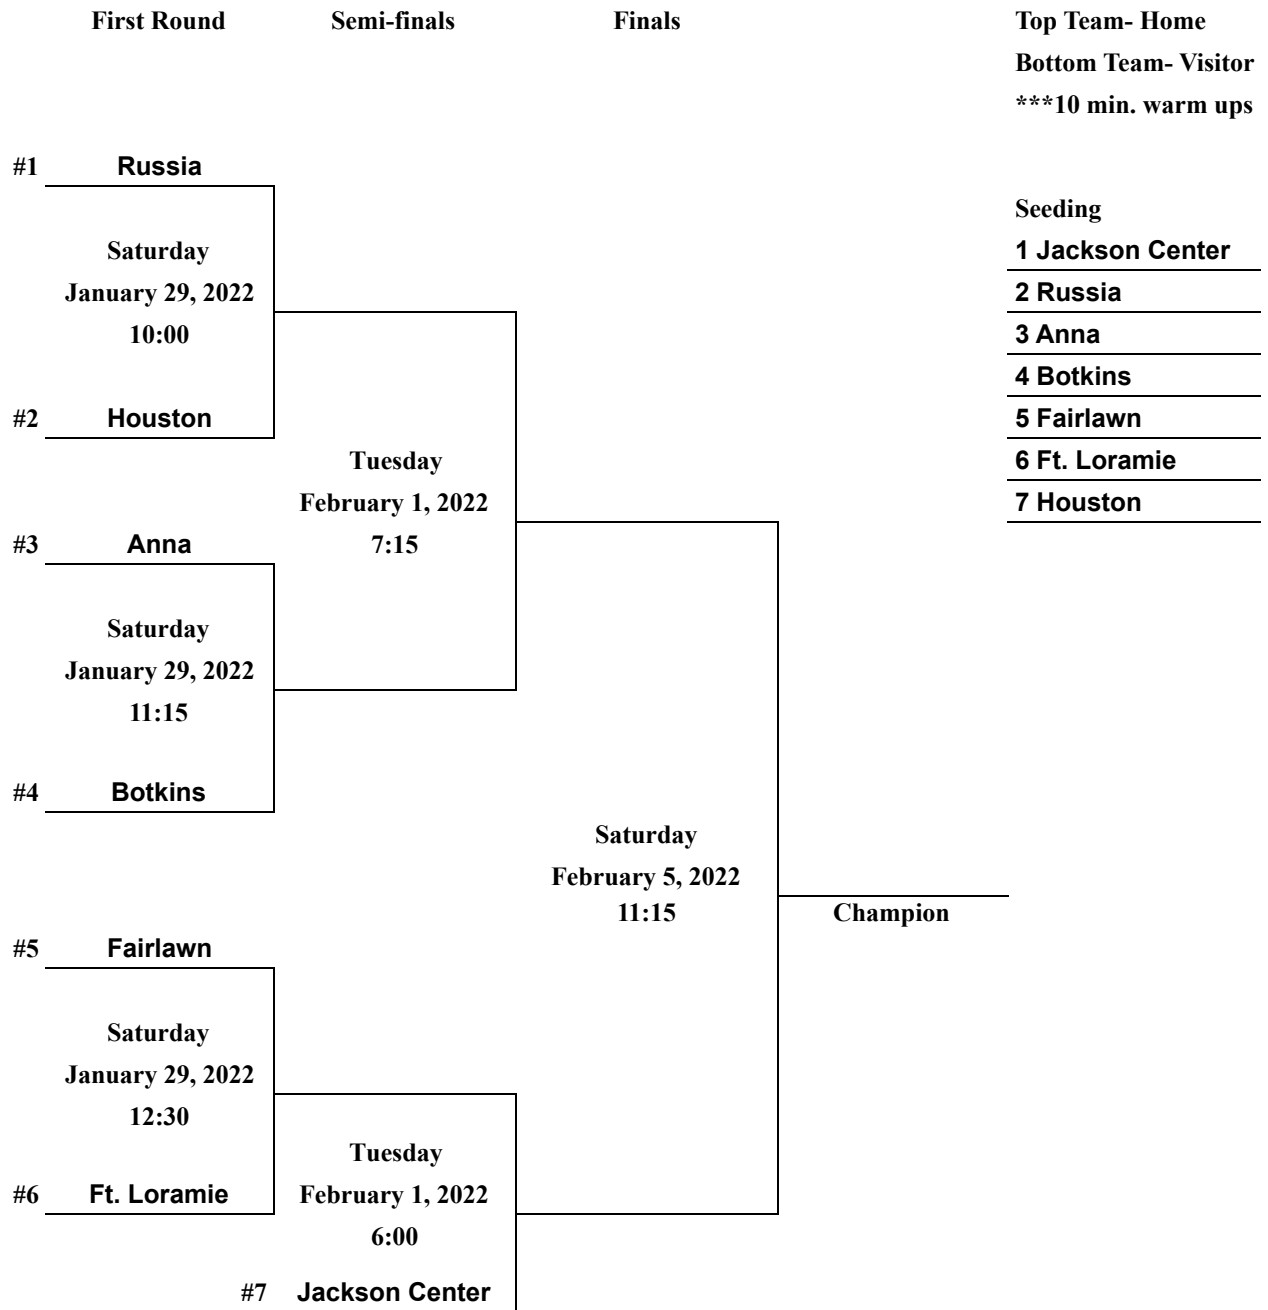 First Round Semi-finals Finals Top Team- Home
Bottom Team- Visitor
***10 min. warm ups
#1 Russia
Seeding
Saturday 1 Jackson Center
January 29, 2022 2 Russia
10:00 3 Anna
4 Botkins
#2 Houston 5 Fairlawn
Tuesday 6 Ft. Loramie
February 1, 2022 7 Houston
#3 Anna 7:15
Saturday
January 29, 2022
11:15
#4 Botkins
Saturday
February 5, 2022
11:15 Champion
#5 Fairlawn
Saturday
January 29, 2022
12:30
Tuesday
#6 Ft. Loramie February 1, 2022
6:00
#7 Jackson Center